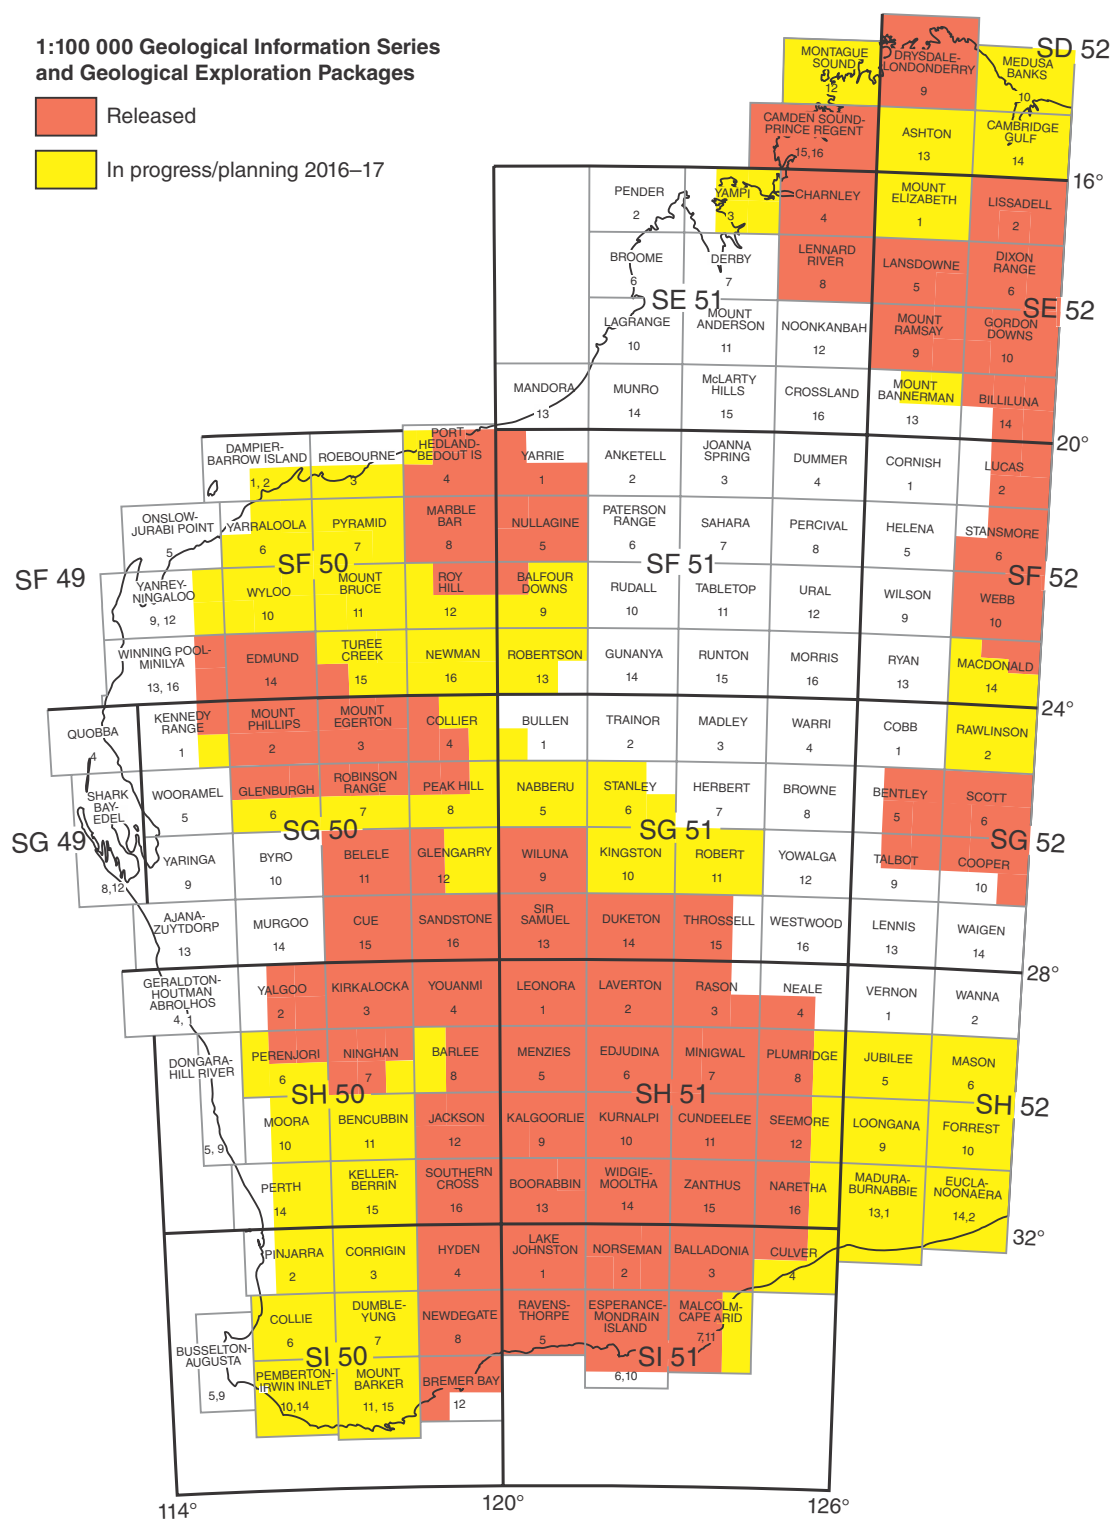 1:100 000 Geological Information Series
and Geological Exploration Packages
Released
In progress/planning 2016–17
SD 52
MONTAGUE
SOUND
12
DRYSDALE-
LONDONDERRY
9
MEDUSA
BANKS
10
CAMDEN SOUND-
PRINCE REGENT
15,16
ASHTON
13
CAMBRIDGE
GULF
14
16°
PENDER
2
YAMPI
3
CHARNLEY
4
MOUNT
ELIZABETH
1
LISSADELL
2
BROOME
6
DERBY
7
LENNARD
RIVER
8
LANSDOWNE
5
DIXON
RANGE
6
SE 51
SE 52
LAGRANGE
10
MOUNT
ANDERSON
11
NOONKANBAH
12
MOUNT
RAMSAY
9
GORDON
DOWNS
10
MANDORA
13
MUNRO
14
McLARTY
HILLS
15
CROSSLAND
16
MOUNT
BANNERMAN
13
BILLILUNA
14
20°
DAMPIER-
BARROW ISLAND
1, 2
ROEBOURNE
3
PORT
HEDLAND-
BEDOUT IS
4
YARRIE
1
ANKETELL
2
JOANNA
SPRING
3
DUMMER
4
CORNISH
1
LUCAS
2
ONSLOW-
JURABI POINT
5
YARRALOOLA
6
PYRAMID
7
MARBLE
BAR
8
NULLAGINE
5
PATERSON
RANGE
6
SAHARA
7
PERCIVAL
8
HELENA
5
STANSMORE
6
SF 49
SF 50
SF 51
SF 52
YANREY-
NINGALOO
9, 12
WYLOO
10
MOUNT
BRUCE
11
ROY
HILL
12
BALFOUR
DOWNS
9
RUDALL
10
TABLETOP
11
URAL
12
WILSON
9
WEBB
10
WINNING POOL-
MINILYA
13, 16
EDMUND
14
TUREE
CREEK
15
NEWMAN
16
ROBERTSON
13
GUNANYA
14
RUNTON
15
MORRIS
16
RYAN
13
MACDONALD
14
24°
QUOBBA
4
KENNEDY
RANGE
1
MOUNT
PHILLIPS
2
MOUNT
EGERTON
3
COLLIER
4
BULLEN
1
TRAINOR
2
MADLEY
3
WARRI
4
COBB
1
RAWLINSON
2
SHARK
BAY-
EDEL
8,12
WOORAMEL
5
GLENBURGH
6
ROBINSON
RANGE
7
PEAK HILL
8
NABBERU
5
STANLEY
6
HERBERT
7
BROWNE
8
BENTLEY
5
SCOTT
6
SG 49
SG 50
SG 51
SG 52
YARINGA
9
BYRO
10
BELELE
11
GLENGARRY
12
WILUNA
9
KINGSTON
10
ROBERT
11
YOWALGA
12
TALBOT
9
COOPER
10
AJANA-
ZUYTDORP
13
MURGOO
14
CUE
15
SANDSTONE
16
SIR
SAMUEL
13
DUKETON
14
THROSSELL
15
WESTWOOD
16
LENNIS
13
WAIGEN
14
28°
GERALDTON-
HOUTMAN
ABROLHOS
4, 1
YALGOO
2
KIRKALOCKA
3
YOUANMI
4
LEONORA
1
LAVERTON
2
RASON
3
NEALE
4
VERNON
1
WANNA
2
DONGARA-
HILL RIVER
5, 9
PERENJORI
6
NINGHAN
7
BARLEE
8
MENZIES
5
EDJUDINA
6
MINIGWAL
7
PLUMRIDGE
8
JUBILEE
5
MASON
6
SH 50
SH 51
SH 52
MOORA
10
BENCUBBIN
11
JACKSON
12
KALGOORLIE
9
KURNALPI
10
CUNDEELEE
11
SEEMORE
12
LOONGANA
9
FORREST
10
PERTH
14
KELLER-
BERRIN
15
SOUTHERN
CROSS
16
BOORABBIN
13
WIDGIE-
MOOLTHA
14
ZANTHUS
15
NARETHA
16
MADURA-
BURNABBIE
13,1
EUCLA-
NOONAERA
14,2
32°
PINJARRA
2
CORRIGIN
3
HYDEN
4
LAKE
JOHNSTON
1
NORSEMAN
2
BALLADONIA
3
CULVER
4
COLLIE
6
DUMBLE-
YUNG
7
NEWDEGATE
8
RAVENS-
THORPE
5
ESPERANCE-
MONDRAIN
ISLAND
6,10
MALCOLM-
CAPE ARID
7,11
BUSSELTON-
AUGUSTA
5,9
SI 50
SI 51
PEMBERTON-
IRWIN INLET
10,14
MOUNT
BARKER
11, 15
BREMER BAY
12
114°
120°
126°